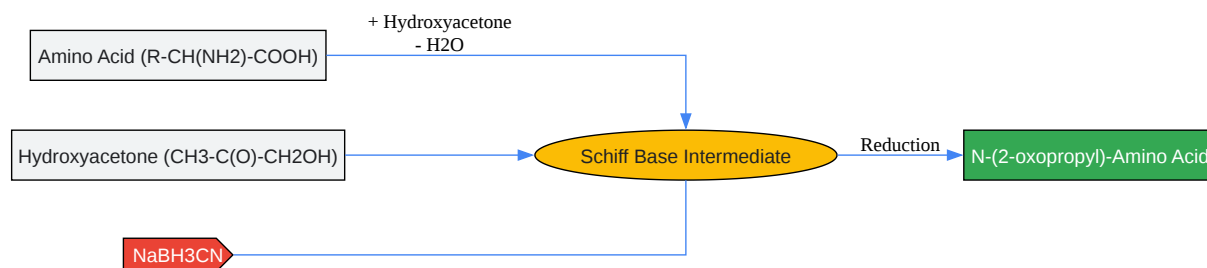 + Hydroxyacetone
- H2O
Amino Acid (R-CH(NH2)-COOH)
Hydroxyacetone (CH3-C(O)-CH2OH)
Schiff Base Intermediate
Reduction
N-(2-oxopropyl)-Amino Acid
NaBH3CN